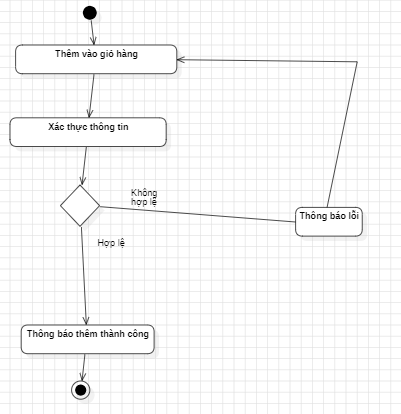 Thêm vào giỏ hàng
Xác thực thông tin
Không
hợp lệ
Thông báo lỗi
Hợp lệ
Thông báo thêm thành công